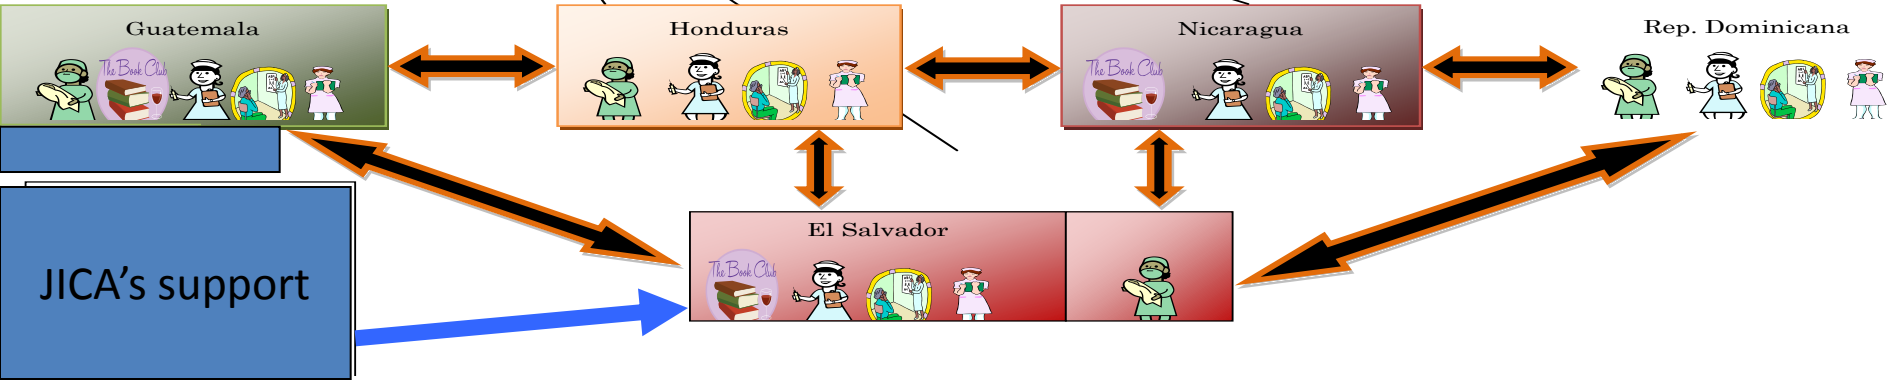 Guatemala
Honduras
Nicaragua
Rep. Dominicana
The Book Club
The Book Club
El Salvador
The Book Club
JICA's support